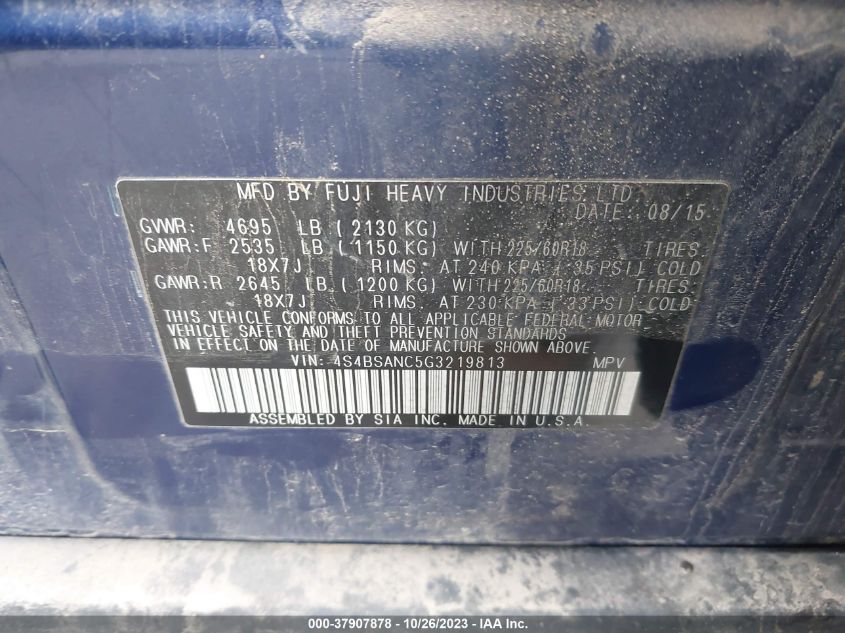 MFD BY FUJI HEAVY INDUSTRIES LTD.
DATE: 08/15
GVWR: 4695 LB (2130 KG)
GAWR:F 2535 LB (1150 KG) WITH 225/60R18 TIRES:
18X7J RIMS: AT 240 KPA (35 PSI) COLD
GAWR:R 2645 LB (1200 KG) WITH 225/60R18 TIRES:
18X7J RIMS: AT 230 KPA (33 PSI) COLD
THIS VEHICLE CONFORMS TO ALL APPLICABLE FEDERAL MOTOR
VEHICLE SAFETY AND THEFT PREVENTION STANDARDS
IN EFFECT ON THE DATE OF MANUFACTURE SHOWN ABOVE.
VIN: 4S4BSANC5G3219813 MPV
ASSEMBLED BY SIA INC. MADE IN U.S.A.
000-37907878 - 10/26/2023 - IAA Inc.